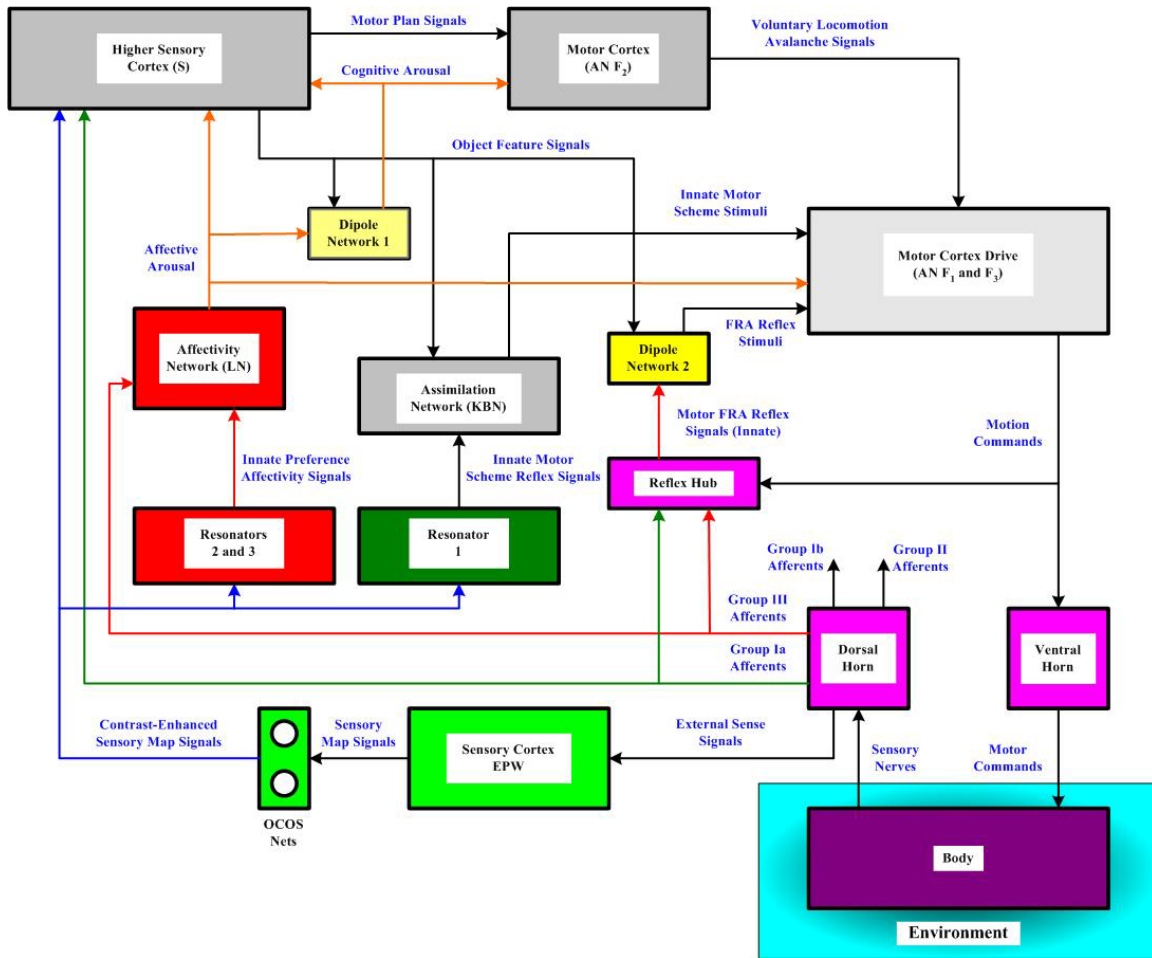 Motor Plan Signals
Voluntary Locomotion
Avalanche Signals
Higher Sensory
Cortex (S)
Motor Cortex
(AN F₂)
Cognitive Arousal
Object Feature Signals
Innate Motor
Scheme Stimuli
Dipole
Network 1
Affective
Arousal
Motor Cortex Drive
(AN F₁ and F₃)
FRA Reflex
Stimuli
Affectivity
Network (LN)
Dipole
Network 2
Assimilation
Network (KBN)
Motor FRA Reflex
Signals (Innate)
Motion
Commands
Innate Preference
Affectivity Signals
Innate Motor
Scheme Reflex Signals
Reflex Hub
Resonators
2 and 3
Resonator
1
Group Ib
Afferents
Group II
Afferents
Group III
Afferents
Group Ia
Afferents
Dorsal
Horn
Ventral
Horn
Contrast-Enhanced
Sensory Map Signals
Sensory
Map Signals
Sensory Cortex
EPW
External Sense
Signals
Sensory
Nerves
Motor
Commands
OCOS
Nets
Body
Environment